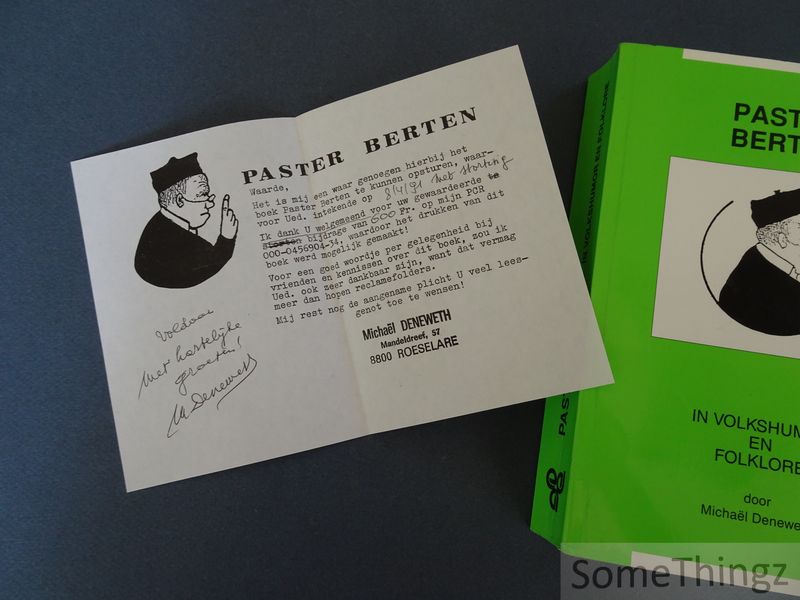 PASTER BERTEN
Waarde,
Het is mij een waar genoegen hierbij het
boek Paster Berten te kunnen opsturen, waar-
voor Ued. intekende op 8/4/91 met storting
Ik dank U welgemeend voor uw gewaardeerde te
storten bijdrage van 600 Fr. op mijn PCR
000-0456904-34, waardoor het drukken van dit
boek werd mogelijk gemaakt!
Voor een goed woordje per gelegenheid bij
vrienden en kennissen over dit boek, zou ik
Ued. ook zeer dankbaar zijn, want dat vermag
meer dan hopen reclamefolders.
Mij rest nog de aangename plicht U veel lees-
genot toe te wensen!
Michaël DENEWETH
Mandeldreef, 57
8800 ROESELARE
Voldaan
Met hartelijke
groeten!
M Deneweth
IN VOLKSHUMOR EN FOLKLORE
PAST
PAST
BERT
IN VOLKSHUM
EN
FOLKLORE
door
Michaël Denewe
SomeThingz